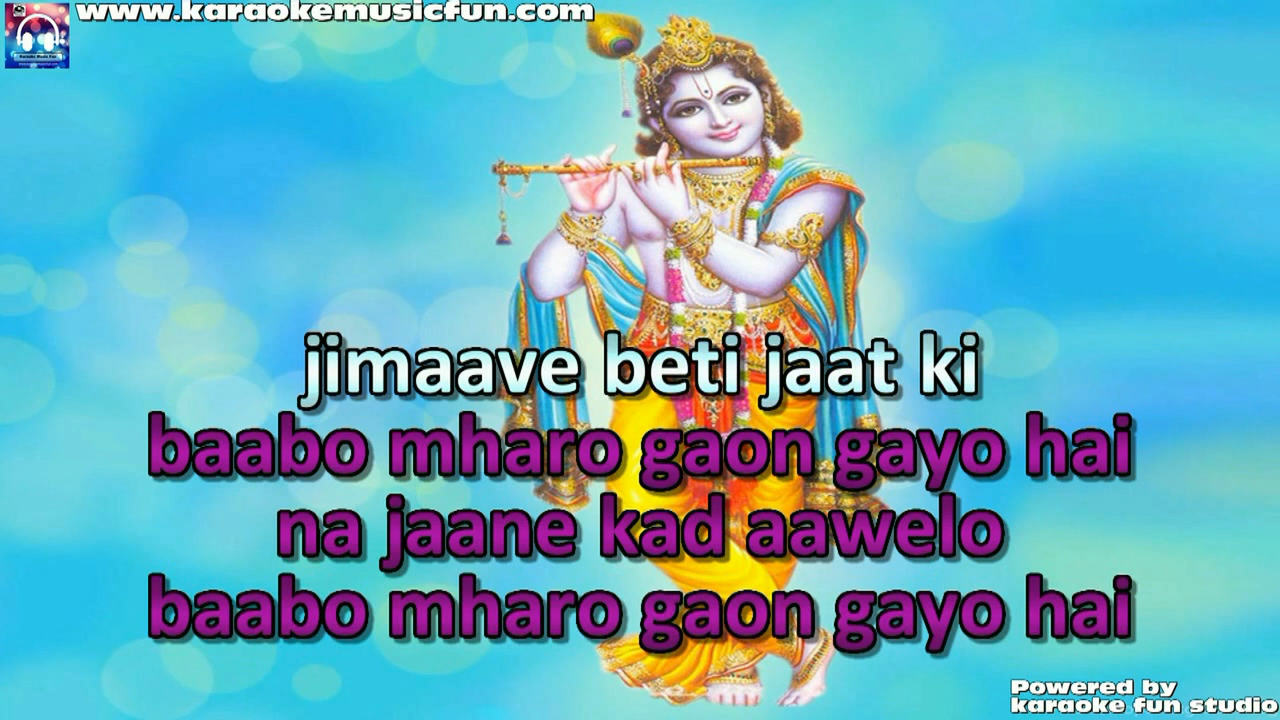 www.karaokemusicfun.com
jimaave beti jaat ki
baabo mharo gaon gayo hai
na jaane kad aawelo
baabo mharo gaon gayo hai
Powered by
karaoke fun studio